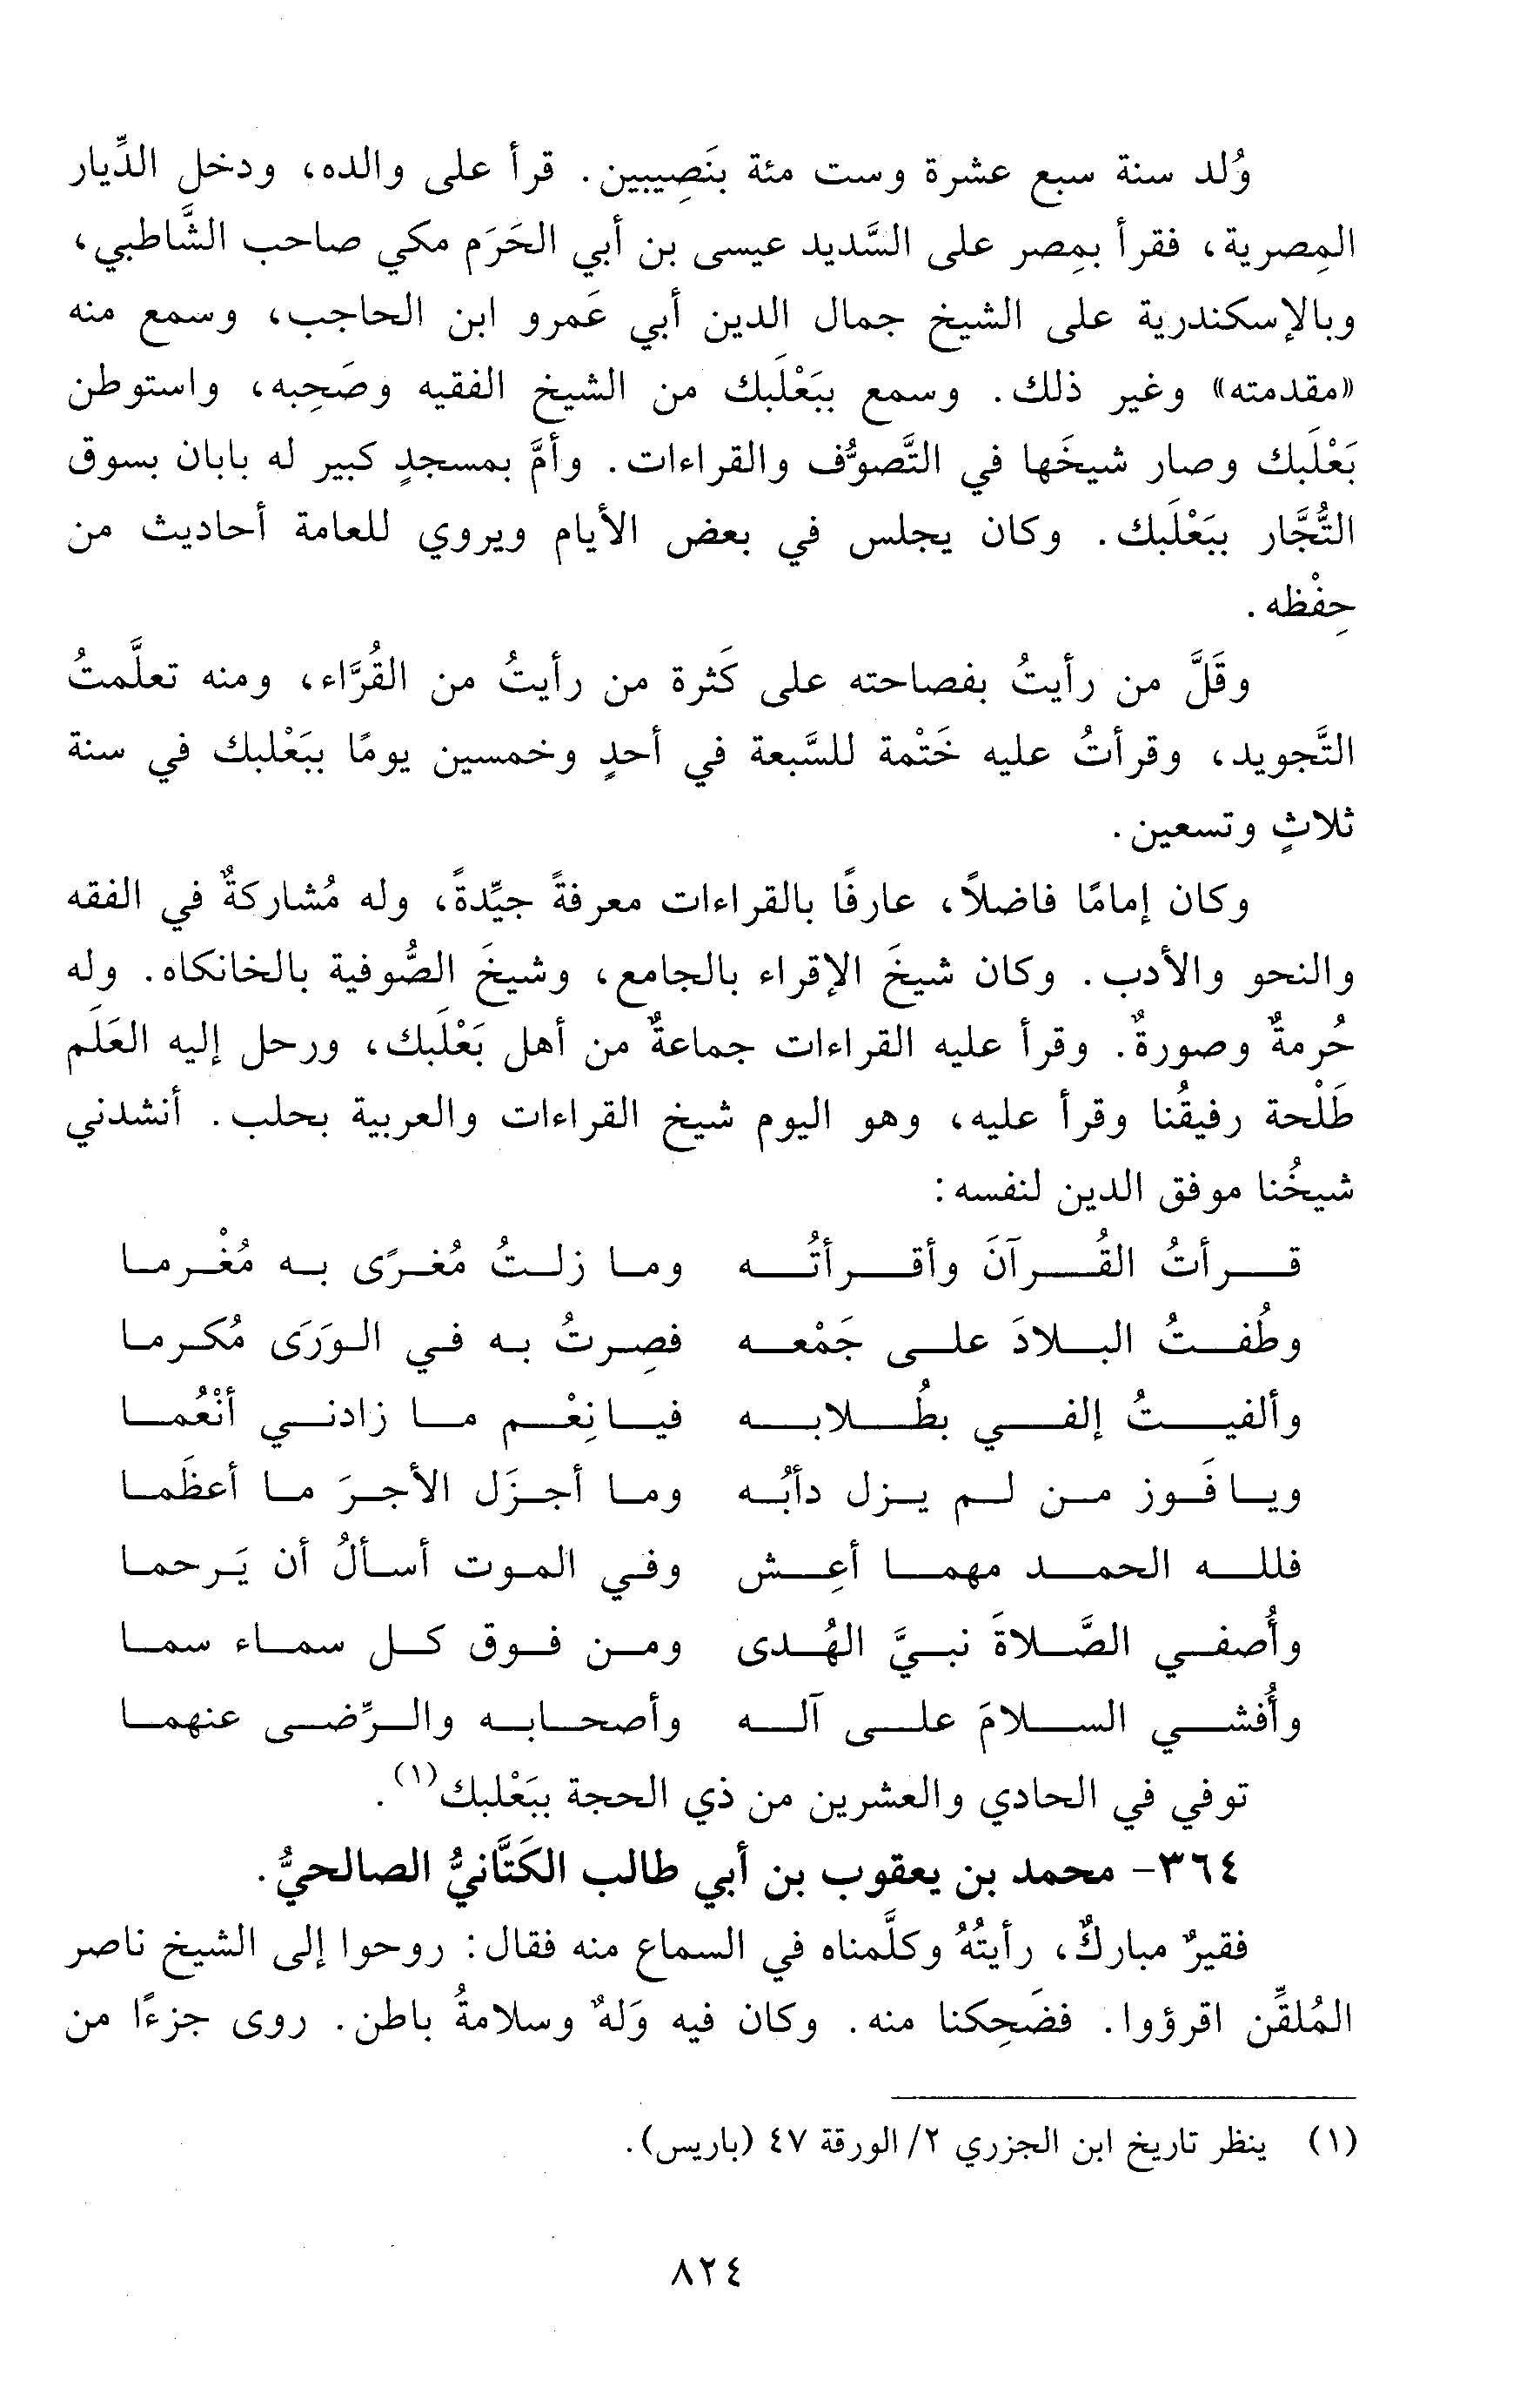 وُلد سنة سبع عشرة وست مئة بنَصِيبين. قرأ على والده، ودخل الدِّيار
المِصرية، فقرأ بمِصر على السَّديد عيسى بن أبي الحَرَم مكي صاحب الشَّاطبي،
وبالإسكندرية على الشيخ جمال الدين أبي عَمرو ابن الحاجب، وسمع منه
«مقدمته» وغير ذلك. وسمع ببَعْلَبك من الشيخ الفقيه وصَحِبه، واستوطن
بَعْلَبك وصار شيخَها في التَّصوُّف والقراءات. وأمَّ بمسجدٍ كبير له بابان بسوق
التُّجَّار ببَعْلَبك. وكان يجلس في بعض الأيام ويروي للعامة أحاديث من
حِفْظه.
وقَلَّ من رأيتُ بفصاحته على كَثرة من رأيتُ من القُرَّاء، ومنه تعلَّمتُ
التَّجويد، وقرأتُ عليه خَتْمة للسَّبعة في أحدٍ وخمسين يومًا ببَعْلبك في سنة
ثلاثٍ وتسعين.
وكان إمامًا فاضلاً، عارفًا بالقراءات معرفةً جيِّدةً، وله مُشاركةٌ في الفقه
والنحو والأدب. وكان شيخَ الإقراء بالجامع، وشيخَ الصُّوفية بالخانكاه. وله
حُرمةٌ وصورةٌ. وقرأ عليه القراءات جماعةٌ من أهل بَعْلَبك، ورحل إليه العَلَم
طَلْحة رفيقُنا وقرأ عليه، وهو اليوم شيخ القراءات والعربية بحلب. أنشدني
شيخُنا موفق الدين لنفسه:
قرأتُ القُرآنَ وأقرأتُه وما زلتُ مُغرًى به مُغْرما
وطُفتُ البلادَ على جَمْعه فصِرتُ به في الورَى مُكرما
وألفيتُ إلفي بطُلابه فيا نِعْم ما زادني أنْعُما
ويا فَوز من لم يزل دأبُه وما أجزَل الأجرَ ما أعظَما
فلله الحمد مهما أعِش وفي الموت أسألُ أن يَرحما
وأُصفي الصَّلاةَ نبيَّ الهُدى ومن فوق كل سماء سما
وأُفشي السلامَ على آله وأصحابه والرِّضى عنهما
توفي في الحادي والعشرين من ذي الحجة ببَعْلبك(١).
٣٦٤- محمد بن يعقوب بن أبي طالب الكَتَّانيُّ الصالحيُّ.
فقيرٌ مباركٌ، رأيتُهُ وكلَّمناه في السماع منه فقال: روحوا إلى الشيخ ناصر
المُلقِّن اقرؤوا. فضَحِكنا منه. وكان فيه وَلهٌ وسلامةُ باطن. روى جزءًا من
(١) ينظر تاريخ ابن الجزري ٢/ الورقة ٤٧ (باريس).
٨٢٤